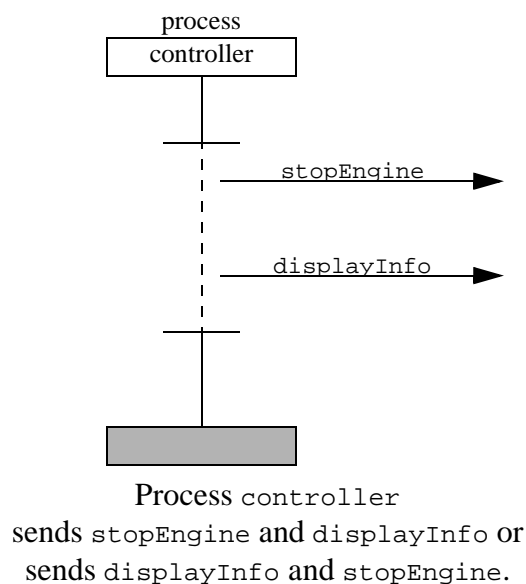 process
controller
stopEngine
displayInfo
Process controller
sends stopEngine and displayInfo or
sends displayInfo and stopEngine.